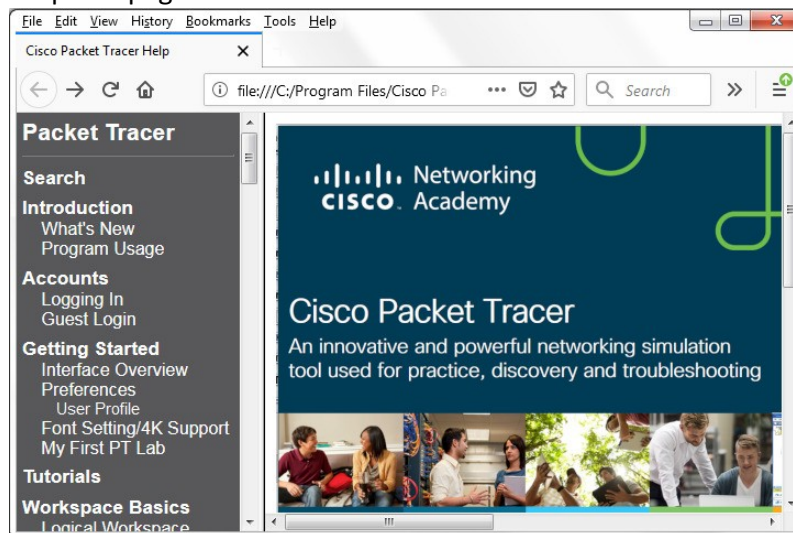 File Edit View History Bookmarks Tools Help
Cisco Packet Tracer Help
file:///C:/Program Files/Cisco Pa
Search
Packet Tracer
Search
Introduction
What's New
Program Usage
Accounts
Logging In
Guest Login
Getting Started
Interface Overview
Preferences
User Profile
Font Setting/4K Support
My First PT Lab
Tutorials
Workspace Basics
Logical Workspace
CISCO Networking
Academy
Cisco Packet Tracer
An innovative and powerful networking simulation
tool used for practice, discovery and troubleshooting